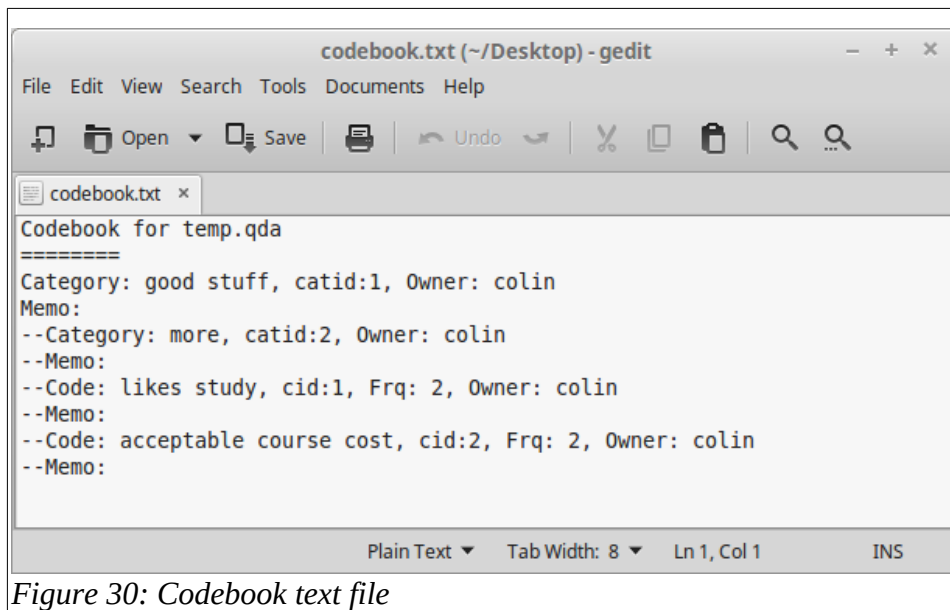 codebook.txt (~/Desktop) - gedit
File Edit View Search Tools Documents Help
Open Save Undo
codebook.txt
Codebook for temp.qda
========
Category: good stuff, catid:1, Owner: colin
Memo:
--Category: more, catid:2, Owner: colin
--Memo:
--Code: likes study, cid:1, Frq: 2, Owner: colin
--Memo:
--Code: acceptable course cost, cid:2, Frq: 2, Owner: colin
--Memo:
Plain Text Tab Width: 8 Ln 1, Col 1 INS
Figure 30: Codebook text file